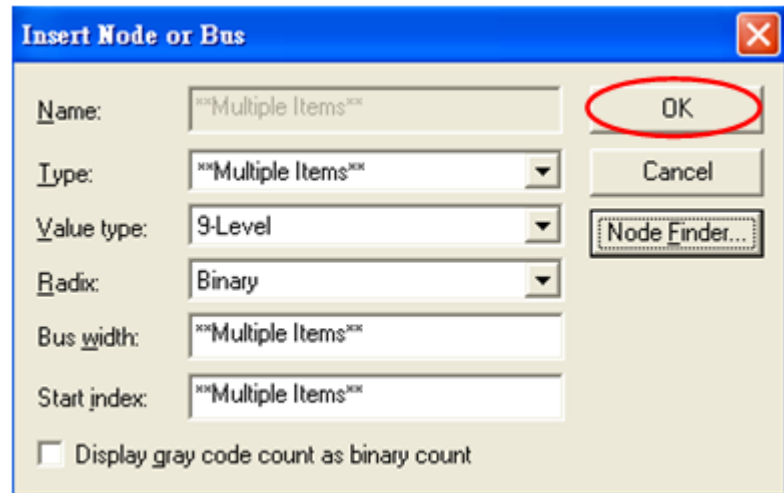 Insert Node or Bus
Name: **Multiple Items** OK
Type: **Multiple Items** Cancel
Value type: 9-Level Node Finder...
Radix: Binary
Bus width: **Multiple Items**
Start index: **Multiple Items**
Display gray code count as binary count